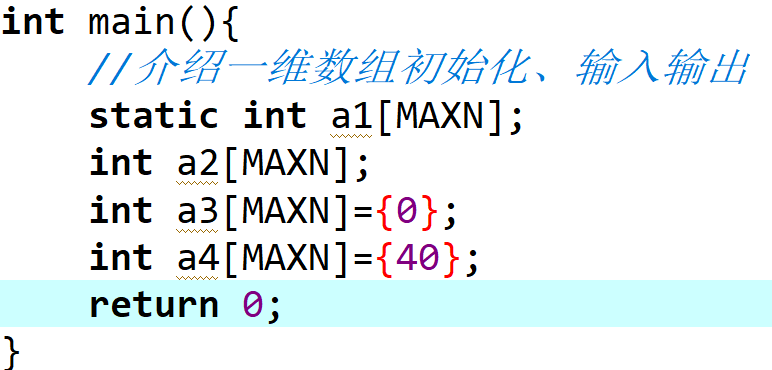 int main(){
//介绍一维数组初始化、输入输出
static int a1[MAXN];
int a2[MAXN];
int a3[MAXN]={0};
int a4[MAXN]={40};
return 0;
}